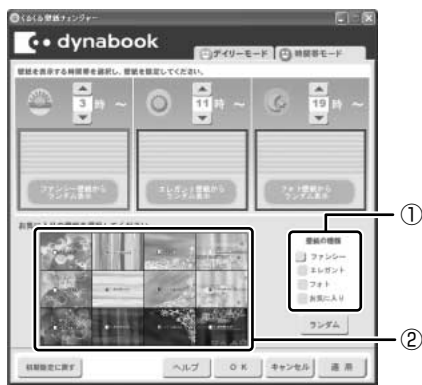 くるくる壁紙チェンジャー
dynabook
デイリーモード 時間帯モード
壁紙を表示する時間帯を選択し、壁紙を設定してください。
3 時 ～ 11 時 ～ 19 時 ～
ファンシー壁紙から
ランダム表示
エレガント壁紙から
ランダム表示
フォト壁紙から
ランダム表示
お気に入りの壁紙を選択してください
壁紙の種類
ファンシー
エレガント
フォト
お気に入り
ランダム
①
②
初期設定に戻す ヘルプ OK キャンセル 適用